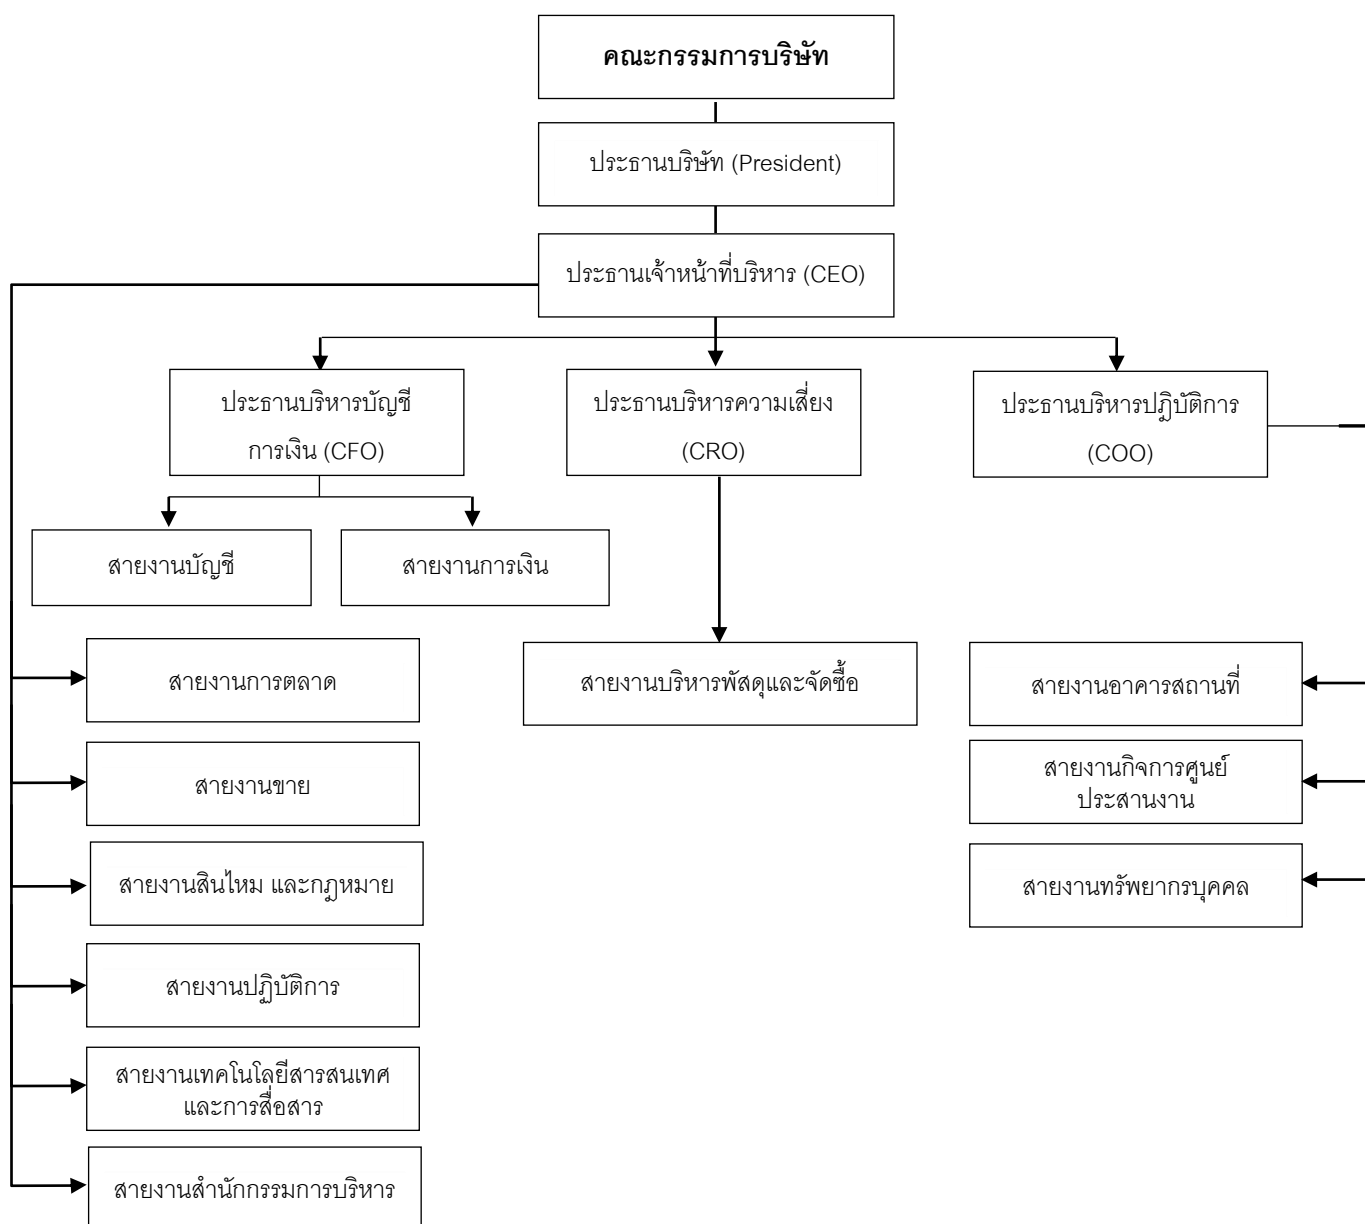 คณะกรรมการบริษัท
ประธานบริษัท (President)
ประธานเจ้าหน้าที่บริหาร (CEO)
ประธานบริหารบัญชี
การเงิน (CFO)
ประธานบริหารความเสี่ยง
(CRO)
ประธานบริหารปฎิบัติการ
(COO)
สายงานบัญชี
สายงานการเงิน
สายงานการตลาด
สายงานบริหารพัสดุและจัดซื้อ
สายงานอาคารสถานที่
สายงานขาย
สายงานกิจการศูนย์
ประสานงาน
สายงานสินไหม และกฎหมาย
สายงานทรัพยากรบุคคล
สายงานปฏิบัติการ
สายงานเทคโนโลยีสารสนเทศ
และการสื่อสาร
สายงานสำนักกรรมการบริหาร